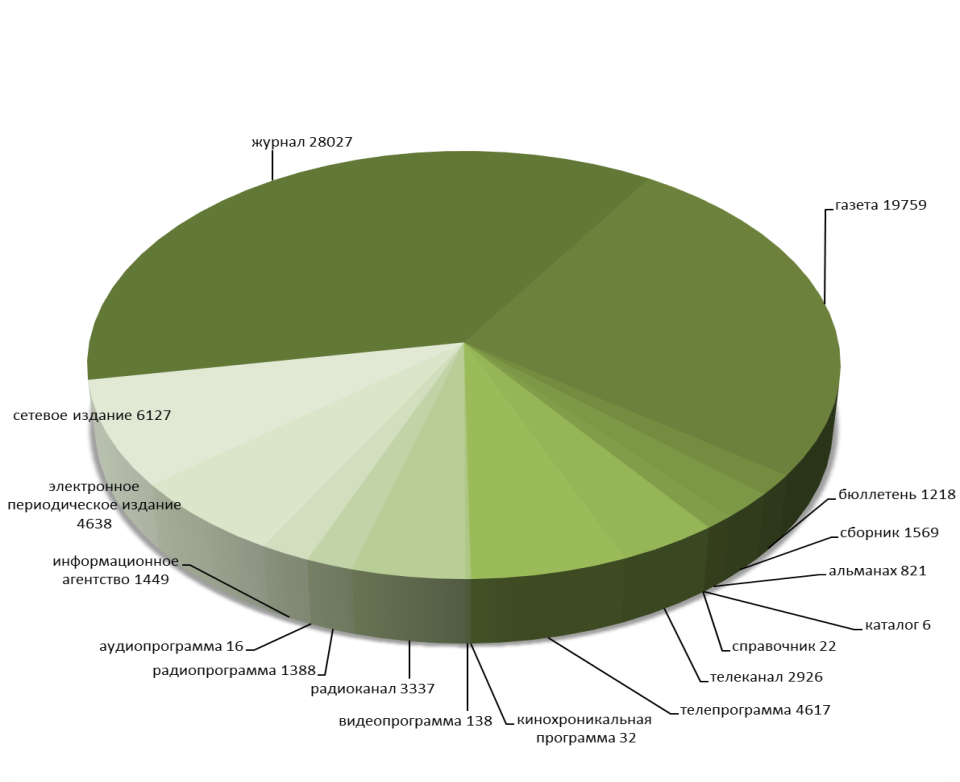 журнал 28027
газета 19759
сетевое издание 6127
электронное
периодическое издание
4638
бюллетень 1218
сборник 1569
информационное
агентство 1449
альманах 821
каталог 6
аудиопрограмма 16
справочник 22
радиопрограмма 1388
телеканал 2926
радиоканал 3337
телепрограмма 4617
видеопрограмма 138
кинохроникальная
программа 32